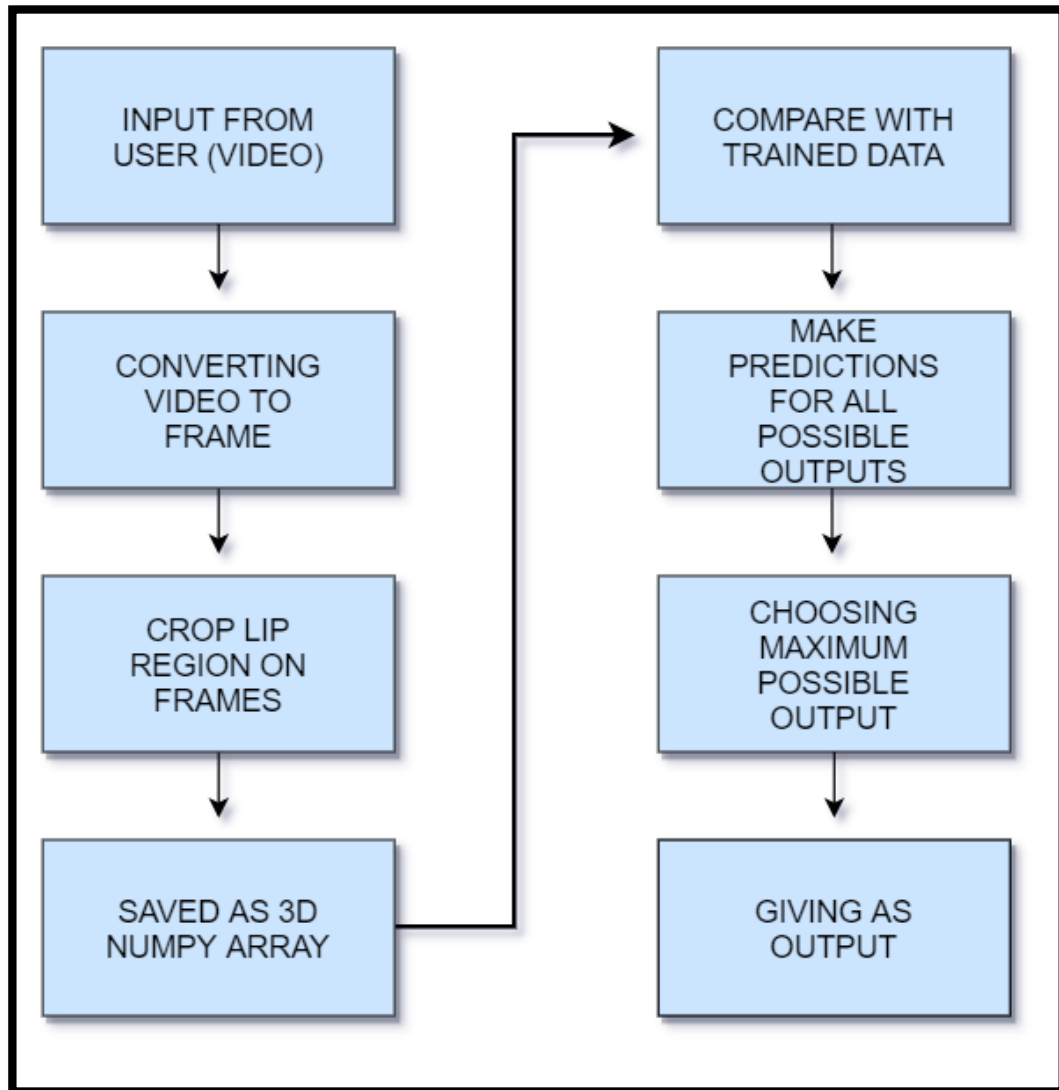 INPUT FROM
USER (VIDEO)
CONVERTING
VIDEO TO
FRAME
CROP LIP
REGION ON
FRAMES
SAVED AS 3D
NUMPY ARRAY
COMPARE WITH
TRAINED DATA
MAKE
PREDICTIONS
FOR ALL
POSSIBLE
OUTPUTS
CHOOSING
MAXIMUM
POSSIBLE
OUTPUT
GIVING AS
OUTPUT